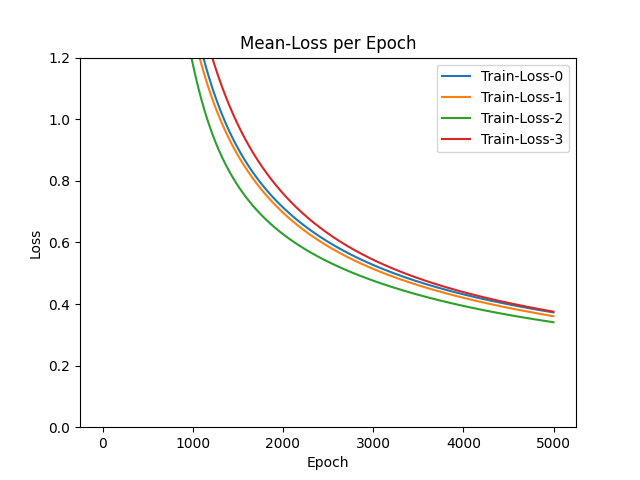 Mean-Loss per Epoch
1.2
1.0
0.8
0.6
0.4
0.2
0.0
Loss
Train-Loss-0
Train-Loss-1
Train-Loss-2
Train-Loss-3
0 1000 2000 3000 4000 5000
Epoch